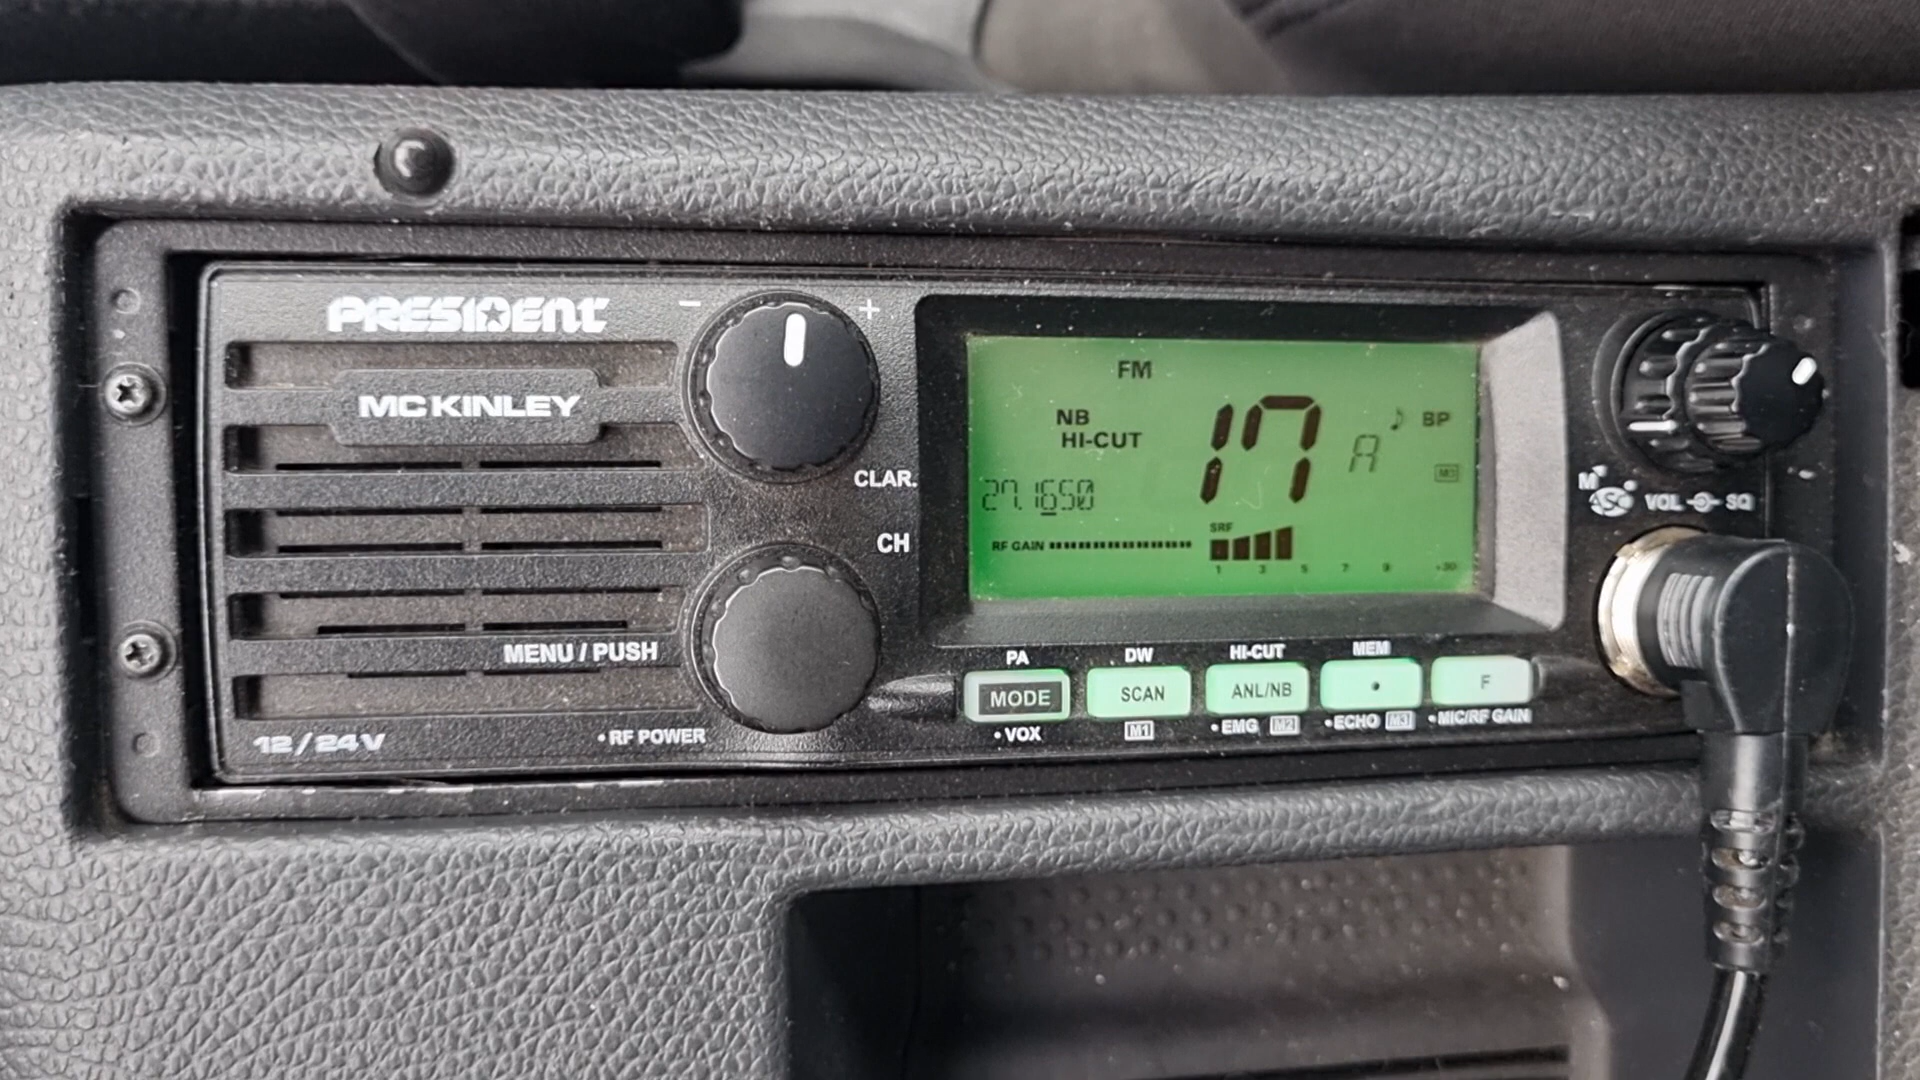 PRESIDENT
- +
MC KINLEY
CLAR.
CH
MENU / PUSH
12/24V
• RF POWER
FM
NB
HI-CUT
17
A
♪ BP
M3
27.1650
RF GAIN
SRF
1 3 5 7 9 +30
M ASC VOL SQ
PA DW HI-CUT MEM
MODE SCAN ANL/NB • F
• VOX M1 • EMG M2 • ECHO M3 • MIC/RF GAIN